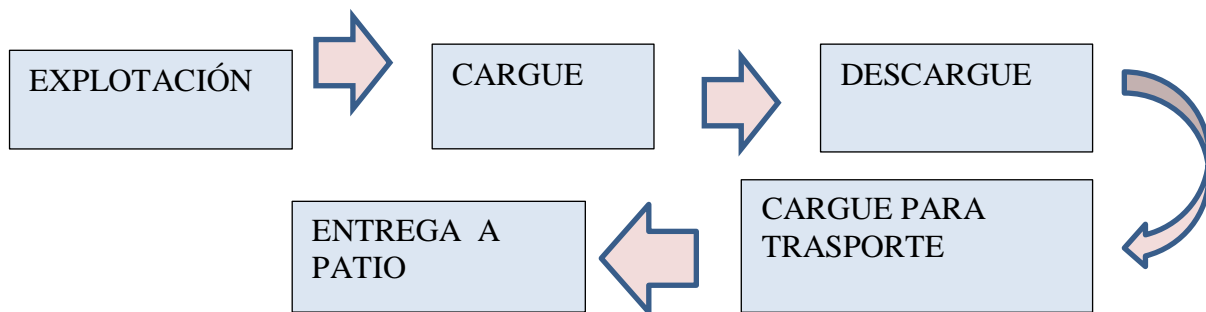 EXPLOTACIÓN
CARGUE
DESCARGUE
CARGUE PARA
TRASPORTE
ENTREGA A
PATIO